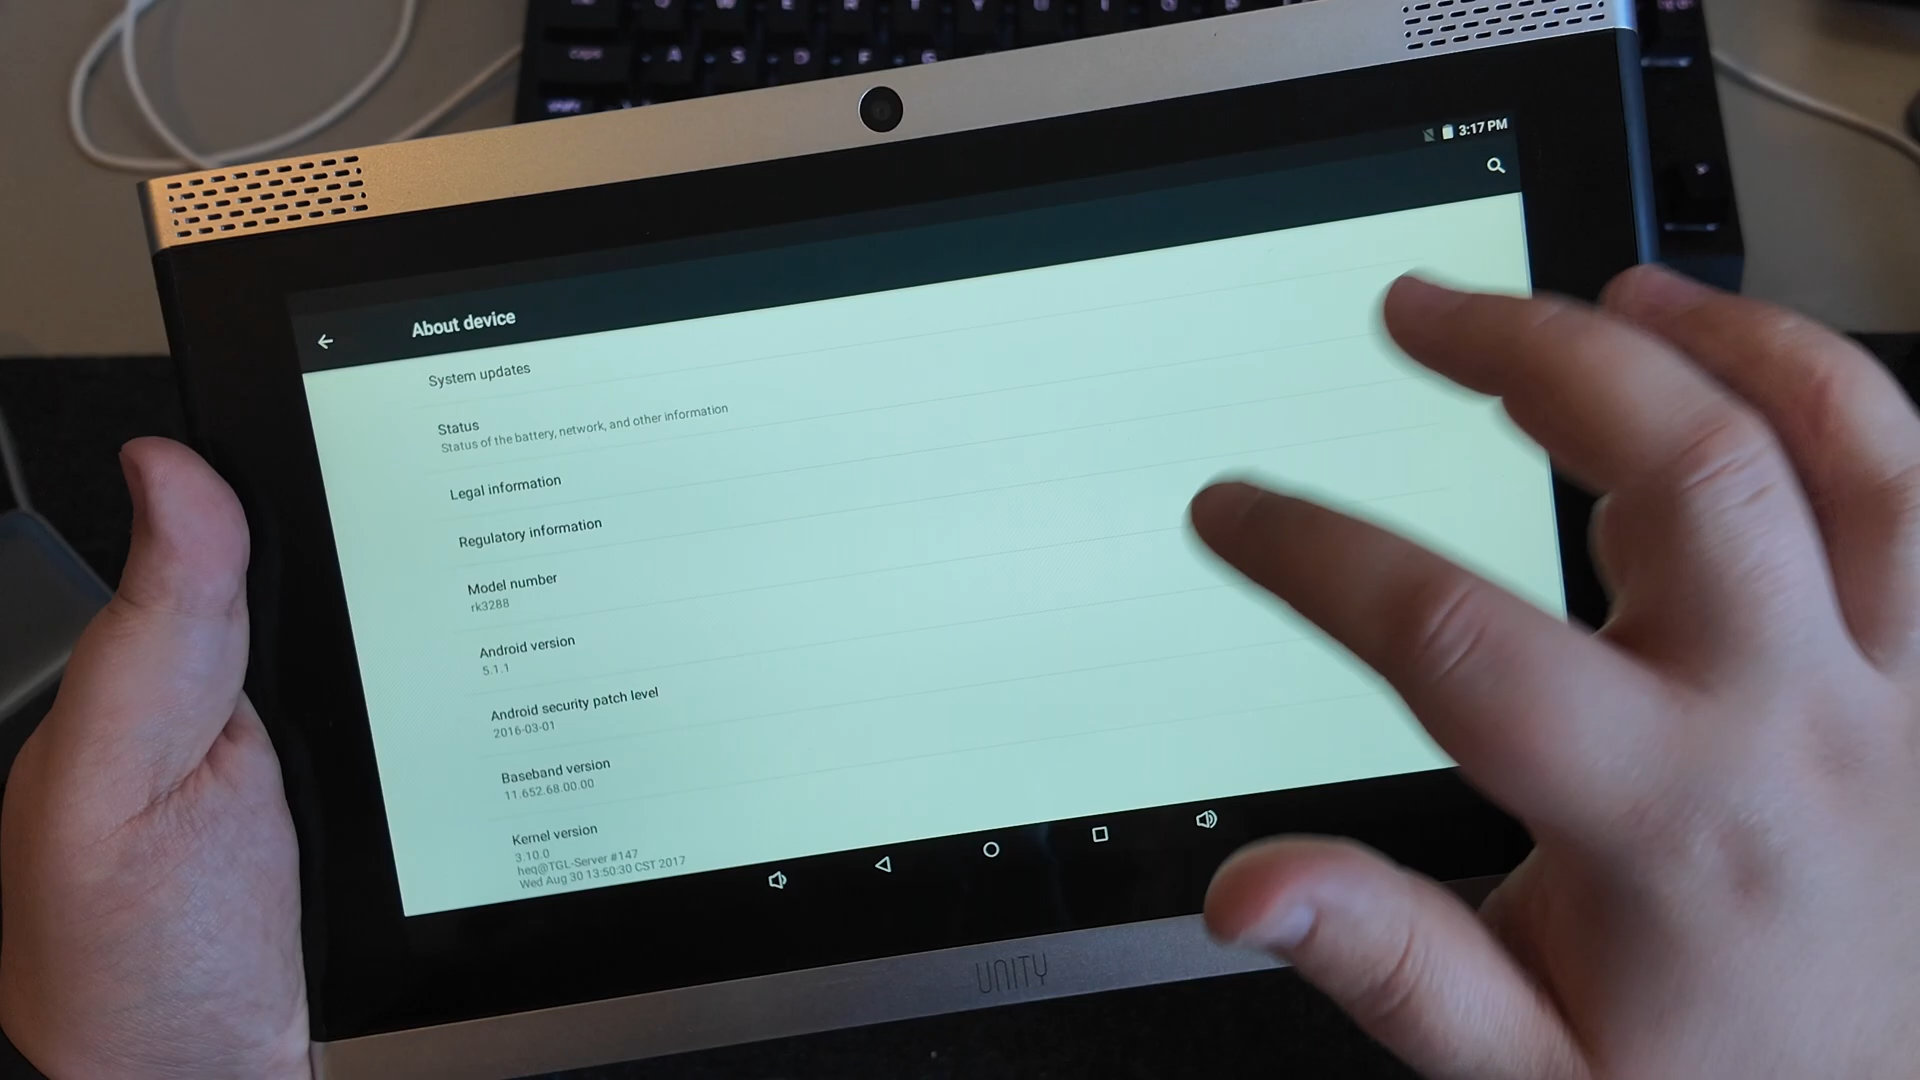 caps
A
S
D
F
G
3:17 PM
About device
System updates
Status
Status of the battery, network, and other information
Legal information
Regulatory information
Model number
rk3288
Android version
5.1.1
Android security patch level
2016-03-01
Baseband version
11.652.68.00.00
Kernel version
3.10.0
heq@TGL-Server #147
Wed Aug 30 13:50:30 CST 2017
UNITY